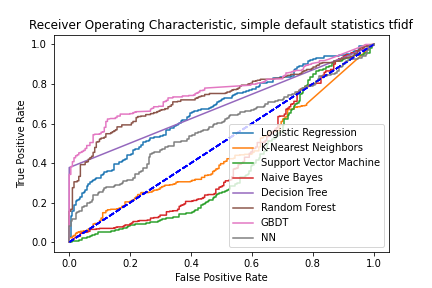 Receiver Operating Characteristic, simple default statistics tfidf
True Positive Rate
1.0
0.8
0.6
0.4
0.2
0.0
Logistic Regression
K-Nearest Neighbors
Support Vector Machine
Naive Bayes
Decision Tree
Random Forest
GBDT
NN
0.0 0.2 0.4 0.6 0.8 1.0
False Positive Rate